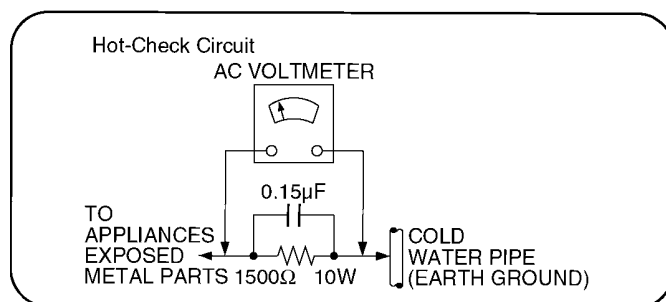 Hot-Check Circuit
AC VOLTMETER
0.15µF
TO
APPLIANCES
EXPOSED
METAL PARTS
1500Ω 10W
COLD
WATER PIPE
(EARTH GROUND)